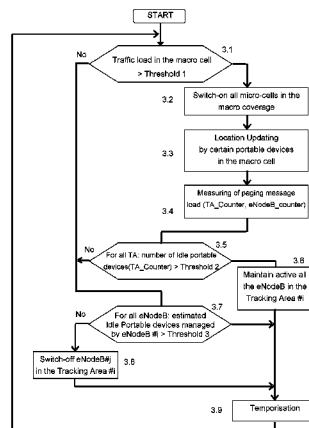 START
No
3.1
Traffic load in the macro cell
> Threshold 1
3.2
Switch-on all micro-cells in the
macro coverage
3.3
Location Updating
by certain portable devices
in the macro cell
3.4
Measuring of paging message
load (TA_Counter, eNodeB_counter)
3.5
No
For all TA: number of Idle portable
devices(TA_Counter) > Threshold 2
3.8
Maintain active all
the eNodeB in the
Tracking Area #i
3.7
No
For all eNodeB: estimated
Idle Portable devices managed
by eNodeB #j > Threshold 3
3.6
Switch-off eNodeB#j
in the Tracking Area #i
3.9
Temporisation